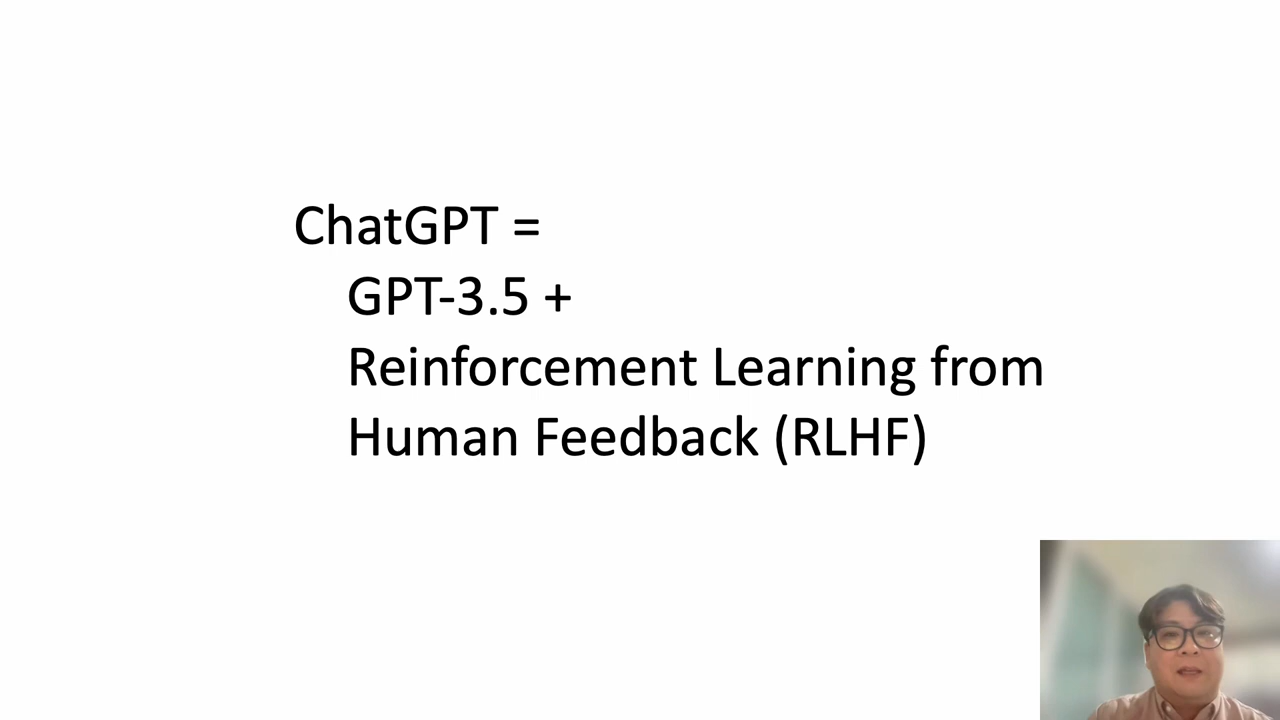 ChatGPT =
GPT-3.5 +
Reinforcement Learning from
Human Feedback (RLHF)